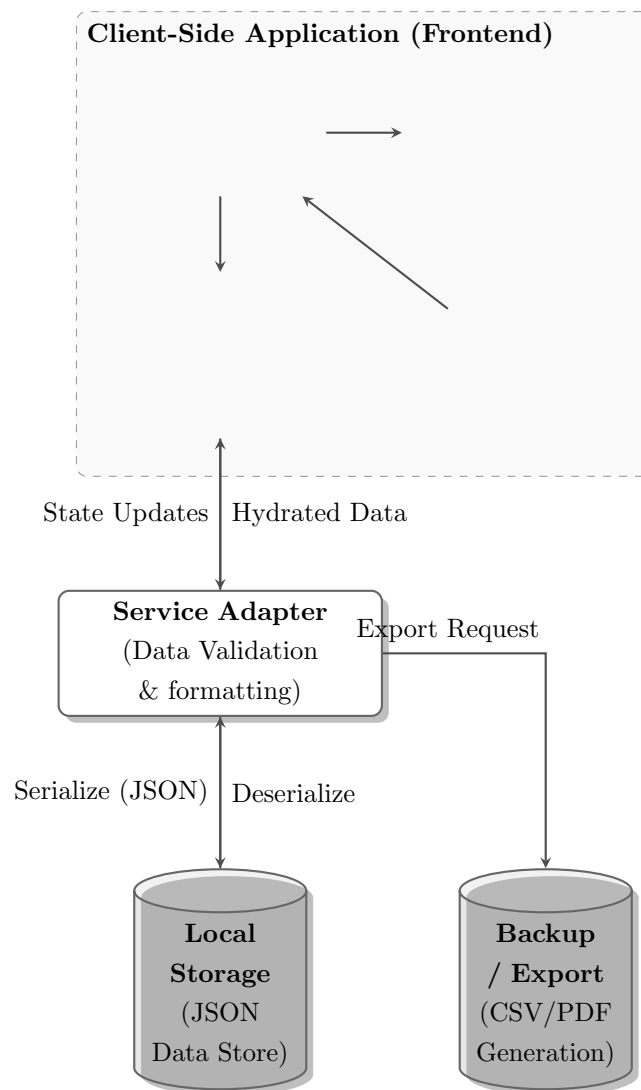 Client-Side Application (Frontend)
State Updates
Hydrated Data
Service Adapter
(Data Validation
& formatting)
Export Request
Serialize (JSON)
Deserialize
Local
Storage
(JSON
Data Store)
Backup
/ Export
(CSV/PDF
Generation)